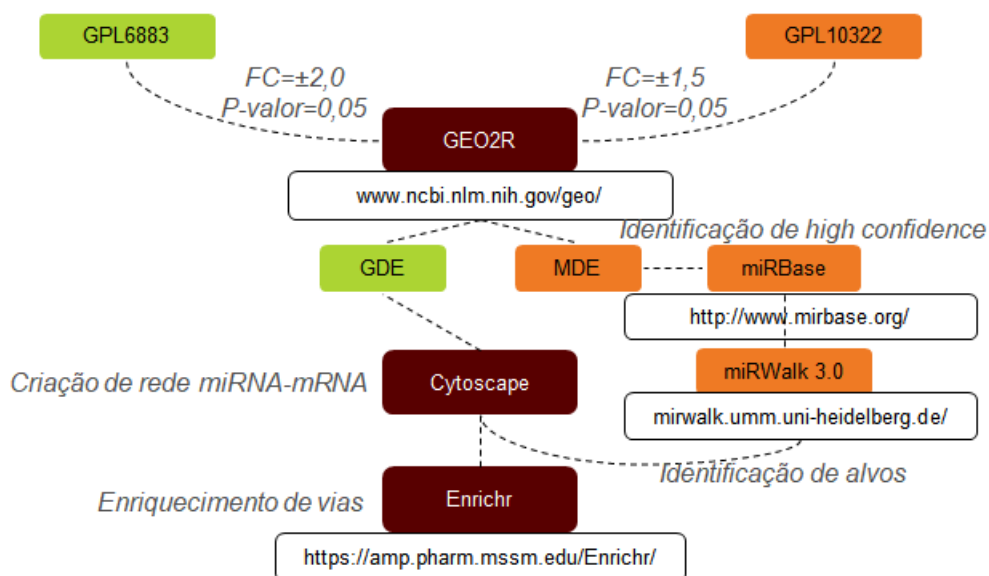 GPL6883
GPL10322
FC=±2,0
P-valor=0,05
FC=±1,5
P-valor=0,05
GEO2R
www.ncbi.nlm.nih.gov/geo/
Identificação de high confidence
GDE
MDE
miRBase
http://www.mirbase.org/
Criação de rede miRNA-mRNA
Cytoscape
miRWalk 3.0
mirwalk.umm.uni-heidelberg.de/
Identificação de alvos
Enriquecimento de vias
Enrichr
https://amp.pharm.mssm.edu/Enrichr/